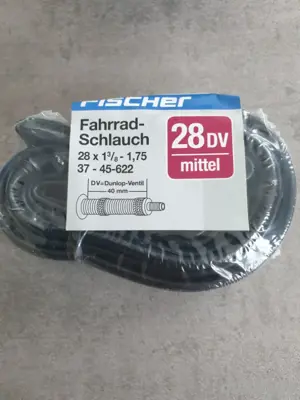 FISCHER
Fahrrad-
Schlauch
28 x 1³/₈ - 1,75
37 - 45-622
DV=Dunlop-Ventil
40 mm
28 DV
mittel